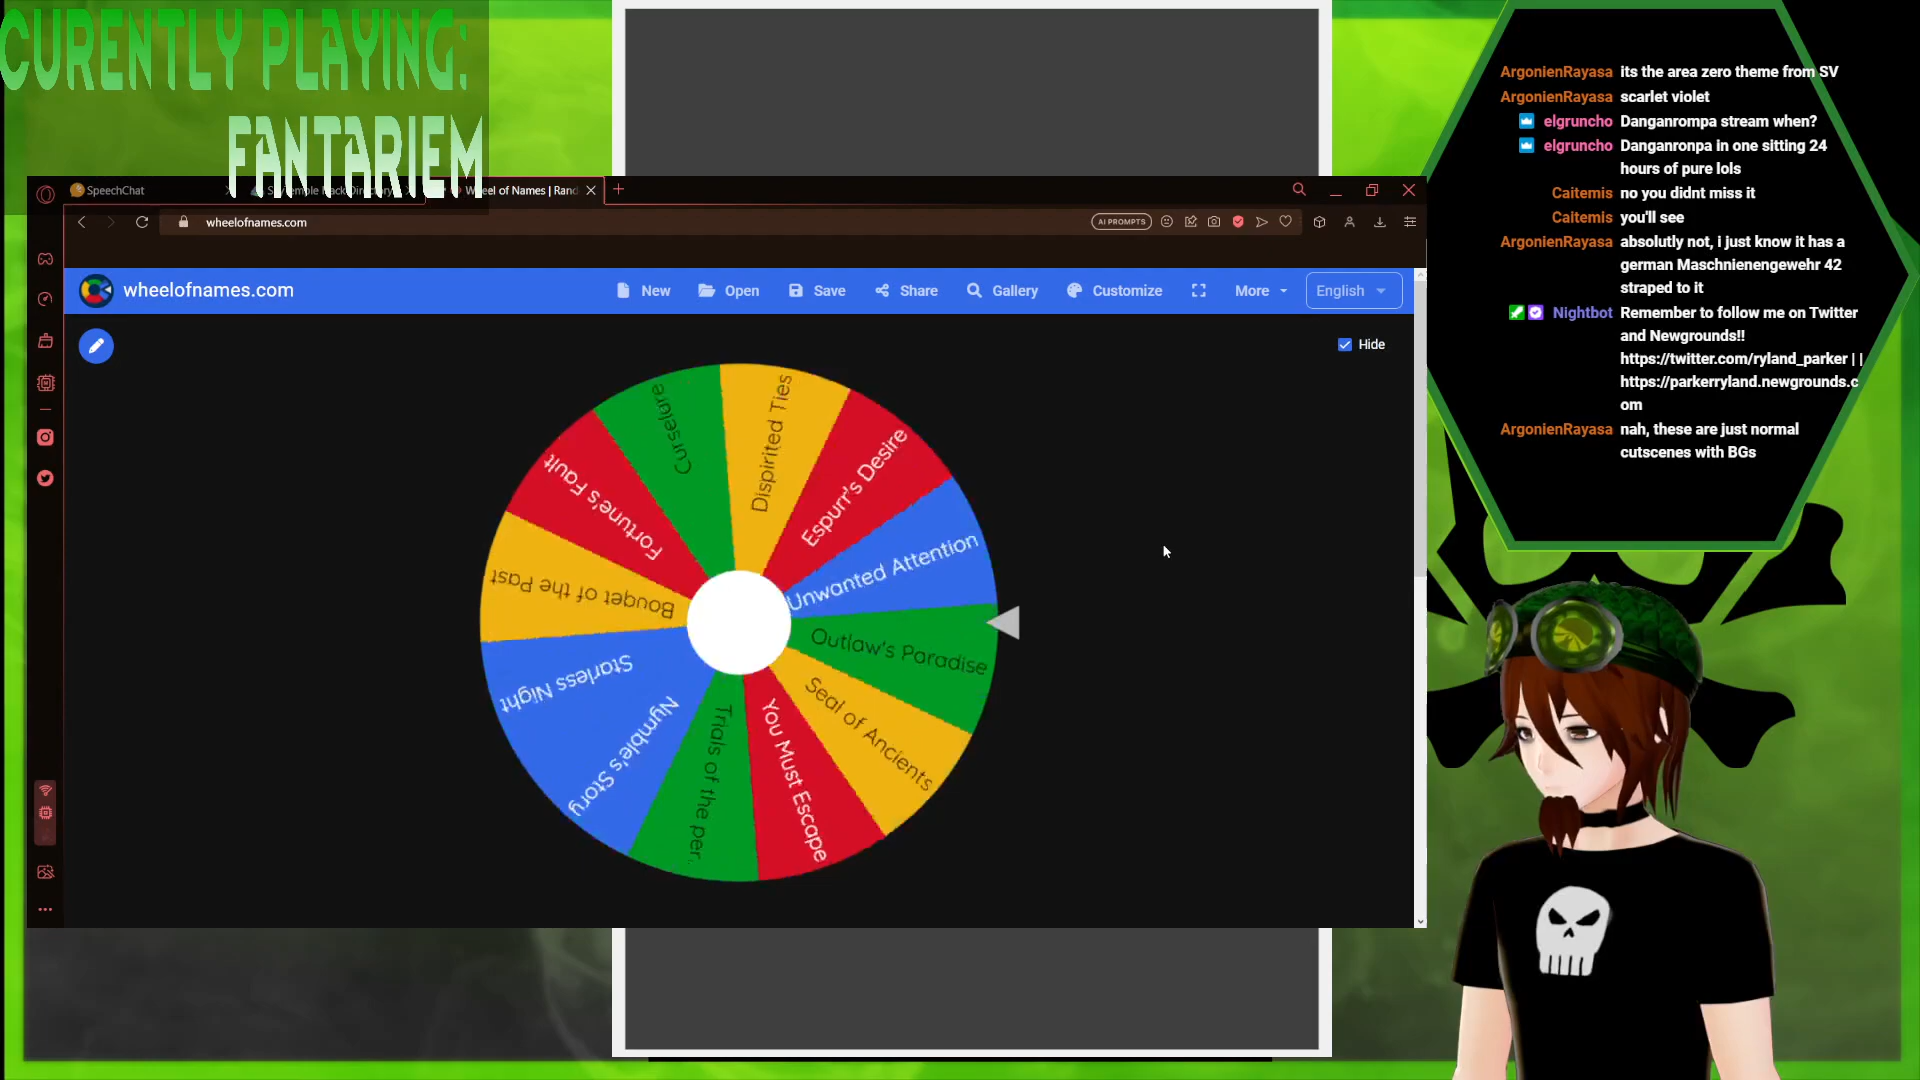 CURENTLY PLAYING:
FANTARIEM
SpeechChat
Wheel of Names | Rand
wheelofnames.com
AI PROMPTS
wheelofnames.com
New
Open
Save
Share
Gallery
Customize
More
English
Hide
Curselare
Dispirited Ties
Espurr's Desire
Unwanted Attention
Outlaw's Paradise
Seal of Ancients
You Must Escape
Trials of the per.
Nymble's Story
Starless Night
Bouqet of the Past
Fortune's Fault
ArgonienRayasa its the area zero theme from SV
ArgonienRayasa scarlet violet
elgruncho Danganrompa stream when?
elgruncho Danganronpa in one sitting 24
hours of pure lols
Caitemis no you didnt miss it
Caitemis you'll see
ArgonienRayasa absolutly not, i just know it has a
german Maschnienengewehr 42
straped to it
Nightbot Remember to follow me on Twitter
and Newgrounds!!
https://twitter.com/ryland_parker | |
https://parkerryland.newgrounds.c
om
ArgonienRayasa nah, these are just normal
cutscenes with BGs